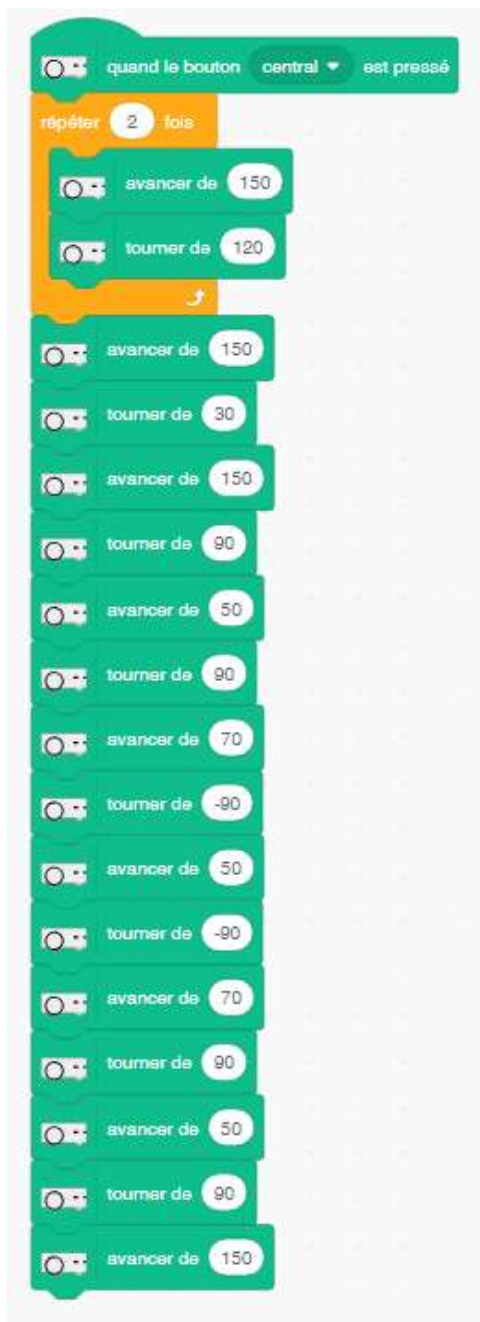 quand le bouton central est pressé
répéter 2 fois
avancer de 150
tourner de 120
avancer de 150
tourner de 30
avancer de 150
tourner de 90
avancer de 50
tourner de 90
avancer de 70
tourner de -90
avancer de 50
tourner de -90
avancer de 70
tourner de 90
avancer de 50
tourner de 90
avancer de 150